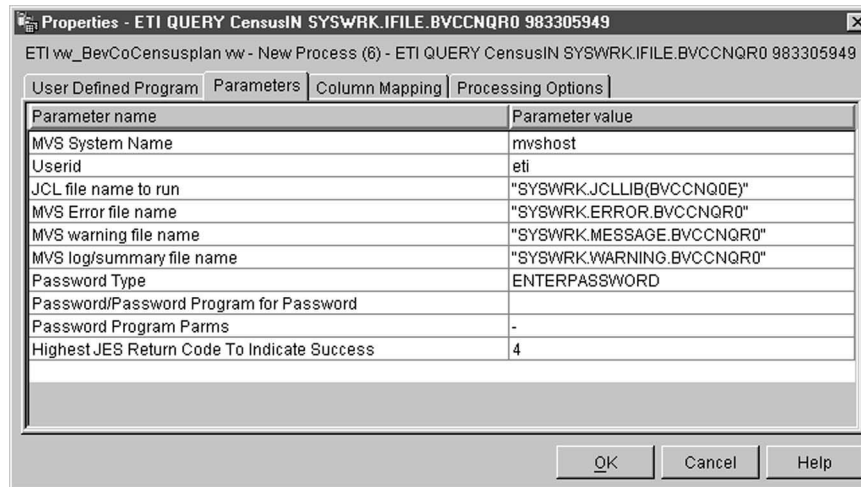 Properties - ETI QUERY CensusIN SYSWRK.IFILE.BVCCNQR0 983305949
ETI vw_BevCoCensusplan vw - New Process (6) - ETI QUERY CensusIN SYSWRK.IFILE.BVCCNQR0 983305949
User Defined Program Parameters Column Mapping Processing Options
Parameter name Parameter value
MVS System Name mvshost
Userid eti
JCL file name to run "SYSWRK.JCLLIB(BVCCNQ0E)"
MVS Error file name "SYSWRK.ERROR.BVCCNQR0"
MVS warning file name "SYSWRK.MESSAGE.BVCCNQR0"
MVS log/summary file name "SYSWRK.WARNING.BVCCNQR0"
Password Type ENTERPASSWORD
Password/Password Program for Password
Password Program Parms -
Highest JES Return Code To Indicate Success 4
OK Cancel Help